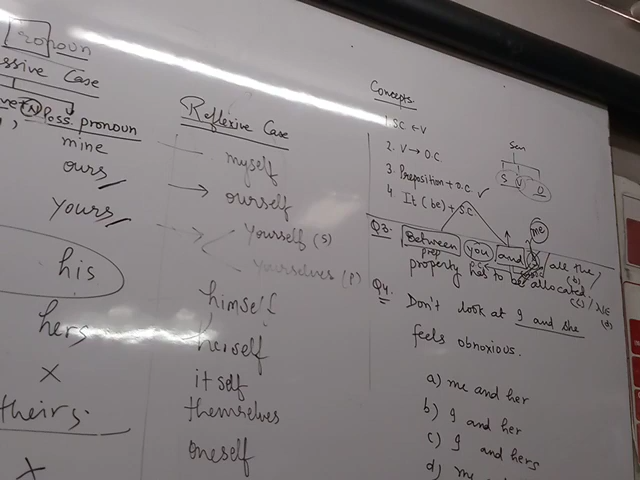 Pronoun
ssive Case
Poss. pronoun
mine
ours
yours
his
hers
X
theirs.
X
Reflexive Case
myself
ourself
yourself (S)
yourselves (P)
himself
herself
itself
themselves
oneself
Concepts.
1. SC ← V
2. V → O.C.
3. Preposition + O.C. ✓
4. It (be) + S.C
Sen
S V O
me
Q3. Between you and I all the /
prep O.C (b)
property has to be allocated. / N/E
(c) (d)
Q4. Don't look at I and she
feels obnoxious.
a) me and her
b) I and her
c) I and hers
d) me and